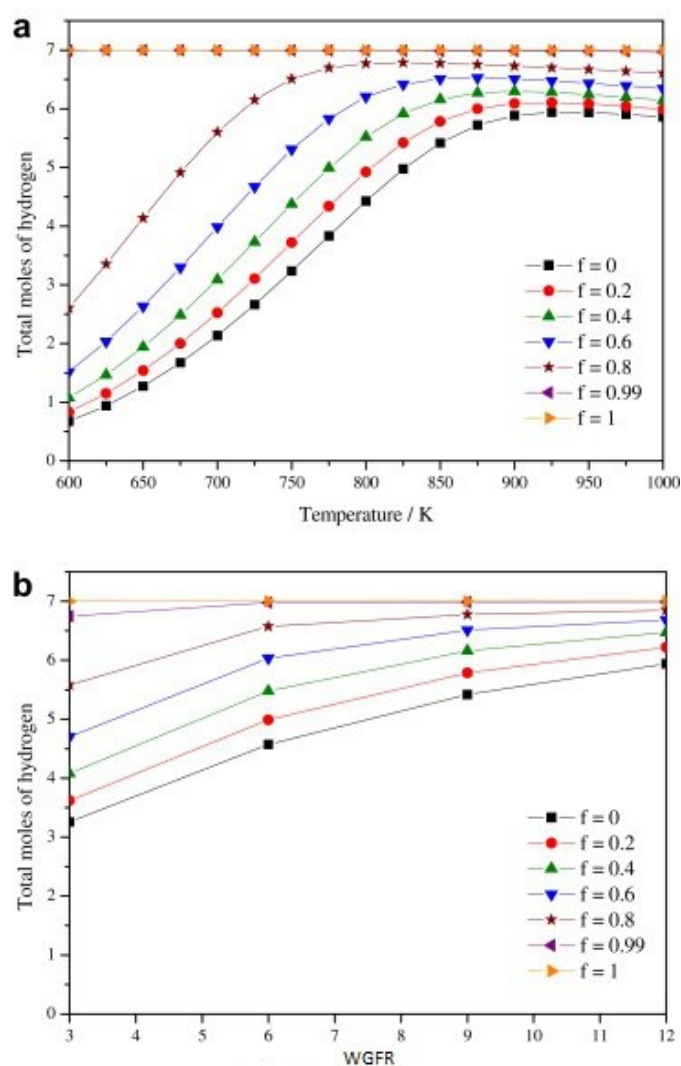 a
Total moles of hydrogen
7
6
5
4
3
2
1
0
f = 0
f = 0.2
f = 0.4
f = 0.6
f = 0.8
f = 0.99
f = 1
600 650 700 750 800 850 900 950 1000
Temperature / K
b
Total moles of hydrogen
7
6
5
4
3
2
1
0
f = 0
f = 0.2
f = 0.4
f = 0.6
f = 0.8
f = 0.99
f = 1
3 4 5 6 7 8 9 10 11 12
WGFR